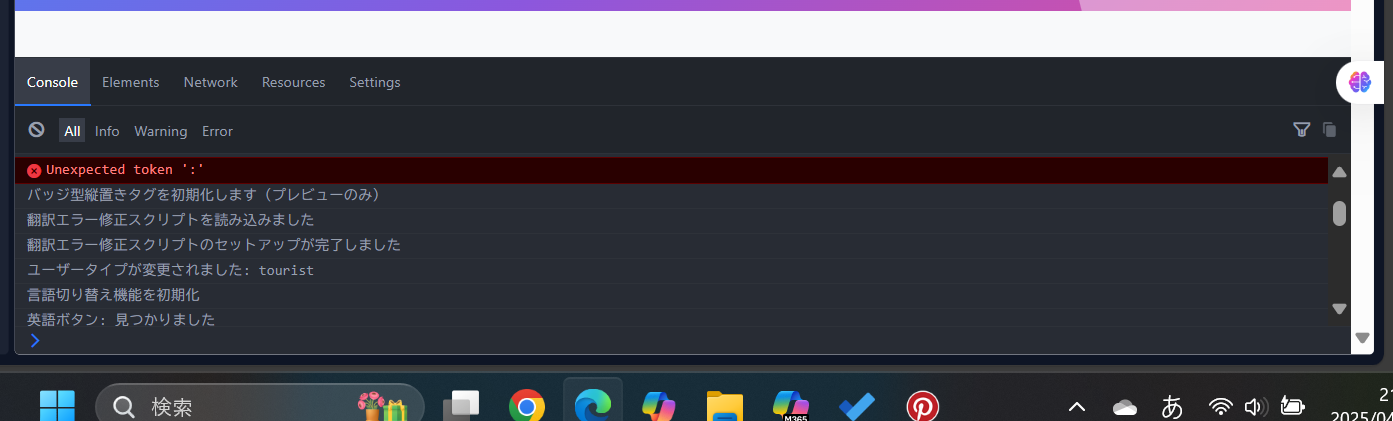 Console Elements Network Resources Settings
All Info Warning Error
Unexpected token ':'
バッジ型縦置きタグを初期化します（プレビューのみ）
翻訳エラー修正スクリプトを読み込みました
翻訳エラー修正スクリプトのセットアップが完了しました
ユーザータイプが変更されました: tourist
言語切り替え機能を初期化
英語ボタン: 見つかりました
検索
M365
あ
2025/04